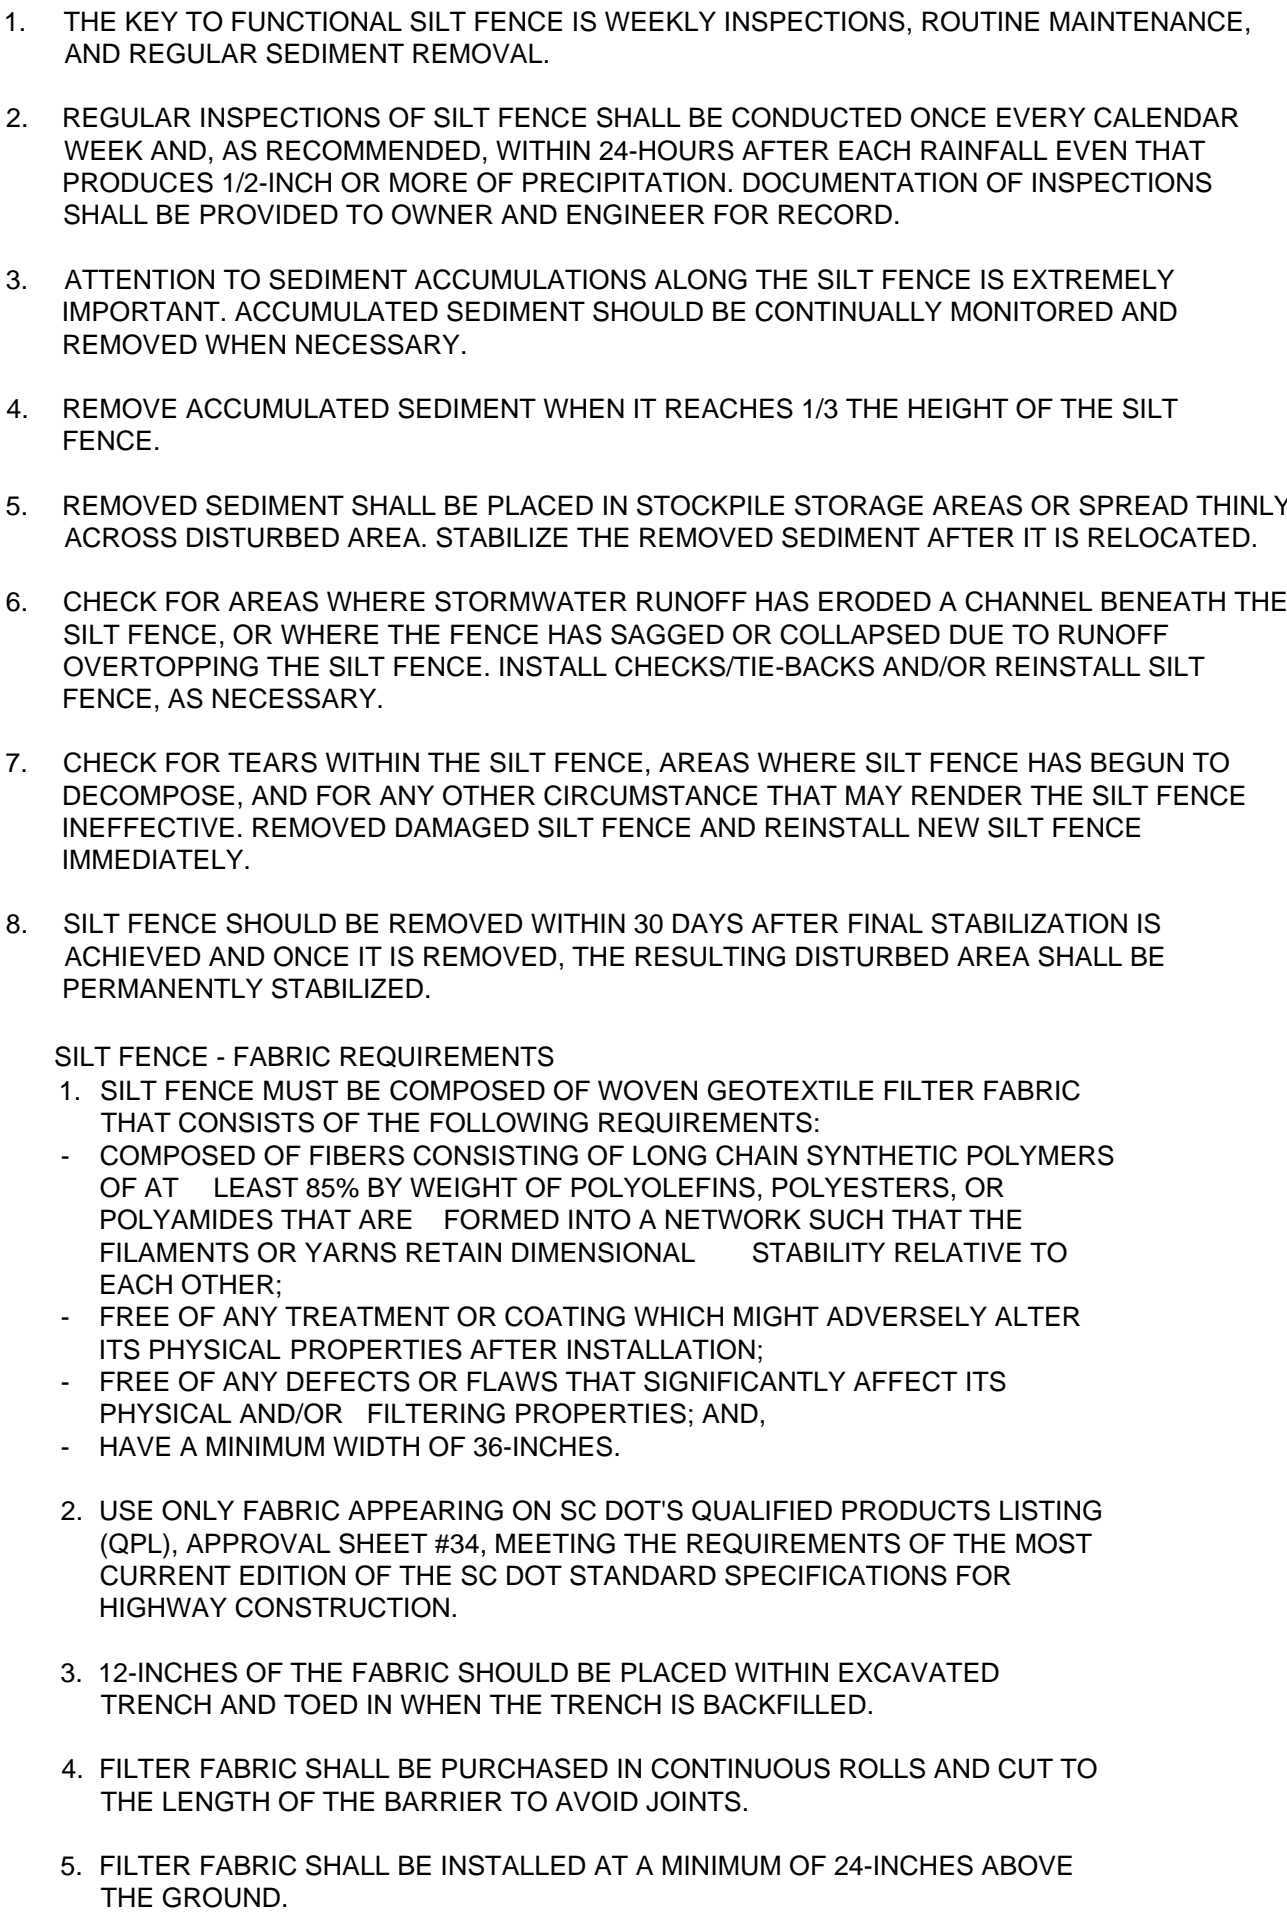 1. THE KEY TO FUNCTIONAL SILT FENCE IS WEEKLY INSPECTIONS, ROUTINE MAINTENANCE,
AND REGULAR SEDIMENT REMOVAL.
2. REGULAR INSPECTIONS OF SILT FENCE SHALL BE CONDUCTED ONCE EVERY CALENDAR
WEEK AND, AS RECOMMENDED, WITHIN 24-HOURS AFTER EACH RAINFALL EVEN THAT
PRODUCES 1/2-INCH OR MORE OF PRECIPITATION. DOCUMENTATION OF INSPECTIONS
SHALL BE PROVIDED TO OWNER AND ENGINEER FOR RECORD.
3. ATTENTION TO SEDIMENT ACCUMULATIONS ALONG THE SILT FENCE IS EXTREMELY
IMPORTANT. ACCUMULATED SEDIMENT SHOULD BE CONTINUALLY MONITORED AND
REMOVED WHEN NECESSARY.
4. REMOVE ACCUMULATED SEDIMENT WHEN IT REACHES 1/3 THE HEIGHT OF THE SILT
FENCE.
5. REMOVED SEDIMENT SHALL BE PLACED IN STOCKPILE STORAGE AREAS OR SPREAD THINLY
ACROSS DISTURBED AREA. STABILIZE THE REMOVED SEDIMENT AFTER IT IS RELOCATED.
6. CHECK FOR AREAS WHERE STORMWATER RUNOFF HAS ERODED A CHANNEL BENEATH THE
SILT FENCE, OR WHERE THE FENCE HAS SAGGED OR COLLAPSED DUE TO RUNOFF
OVERTOPPING THE SILT FENCE. INSTALL CHECKS/TIE-BACKS AND/OR REINSTALL SILT
FENCE, AS NECESSARY.
7. CHECK FOR TEARS WITHIN THE SILT FENCE, AREAS WHERE SILT FENCE HAS BEGUN TO
DECOMPOSE, AND FOR ANY OTHER CIRCUMSTANCE THAT MAY RENDER THE SILT FENCE
INEFFECTIVE. REMOVED DAMAGED SILT FENCE AND REINSTALL NEW SILT FENCE
IMMEDIATELY.
8. SILT FENCE SHOULD BE REMOVED WITHIN 30 DAYS AFTER FINAL STABILIZATION IS
ACHIEVED AND ONCE IT IS REMOVED, THE RESULTING DISTURBED AREA SHALL BE
PERMANENTLY STABILIZED.
SILT FENCE - FABRIC REQUIREMENTS
1. SILT FENCE MUST BE COMPOSED OF WOVEN GEOTEXTILE FILTER FABRIC
THAT CONSISTS OF THE FOLLOWING REQUIREMENTS:
- COMPOSED OF FIBERS CONSISTING OF LONG CHAIN SYNTHETIC POLYMERS
OF AT LEAST 85% BY WEIGHT OF POLYOLEFINS, POLYESTERS, OR
POLYAMIDES THAT ARE FORMED INTO A NETWORK SUCH THAT THE
FILAMENTS OR YARNS RETAIN DIMENSIONAL STABILITY RELATIVE TO
EACH OTHER;
- FREE OF ANY TREATMENT OR COATING WHICH MIGHT ADVERSELY ALTER
ITS PHYSICAL PROPERTIES AFTER INSTALLATION;
- FREE OF ANY DEFECTS OR FLAWS THAT SIGNIFICANTLY AFFECT ITS
PHYSICAL AND/OR FILTERING PROPERTIES; AND,
- HAVE A MINIMUM WIDTH OF 36-INCHES.
2. USE ONLY FABRIC APPEARING ON SC DOT'S QUALIFIED PRODUCTS LISTING
(QPL), APPROVAL SHEET #34, MEETING THE REQUIREMENTS OF THE MOST
CURRENT EDITION OF THE SC DOT STANDARD SPECIFICATIONS FOR
HIGHWAY CONSTRUCTION.
3. 12-INCHES OF THE FABRIC SHOULD BE PLACED WITHIN EXCAVATED
TRENCH AND TOED IN WHEN THE TRENCH IS BACKFILLED.
4. FILTER FABRIC SHALL BE PURCHASED IN CONTINUOUS ROLLS AND CUT TO
THE LENGTH OF THE BARRIER TO AVOID JOINTS.
5. FILTER FABRIC SHALL BE INSTALLED AT A MINIMUM OF 24-INCHES ABOVE
THE GROUND.